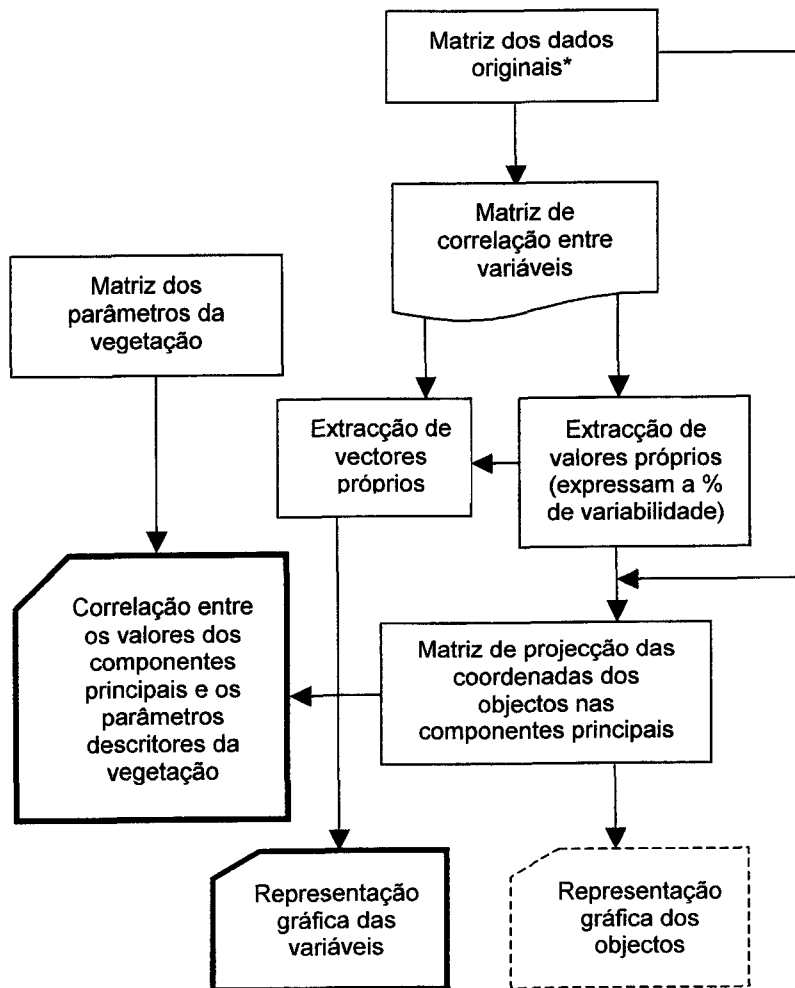 Matriz dos dados
originais*
Matriz de
correlação entre
variáveis
Matriz dos
parâmetros da
vegetação
Extracção de
vectores
próprios
Extracção de
valores próprios
(expressam a %
de variabilidade)
Correlação entre
os valores dos
componentes
principais e os
parâmetros
descritores da
vegetação
Matriz de projecção das
coordenadas dos
objectos nas
componentes principais
Representação
gráfica das
variáveis
Representação
gráfica dos
objectos